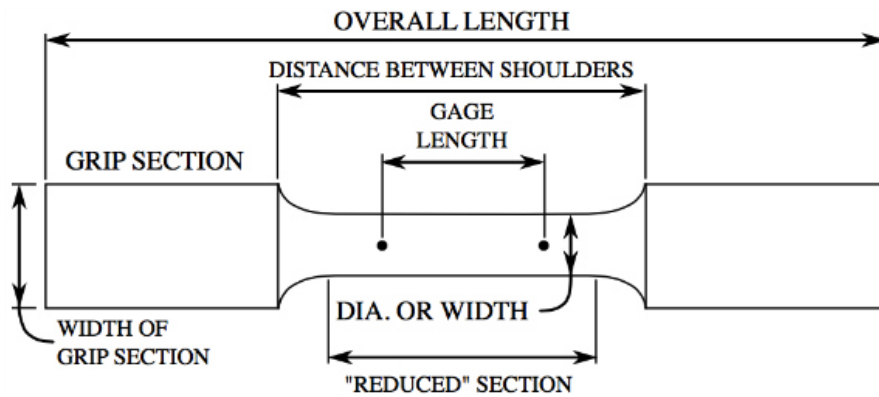 OVERALL LENGTH
DISTANCE BETWEEN SHOULDERS
GAGE
LENGTH
GRIP SECTION
DIA. OR WIDTH
WIDTH OF
GRIP SECTION
"REDUCED" SECTION